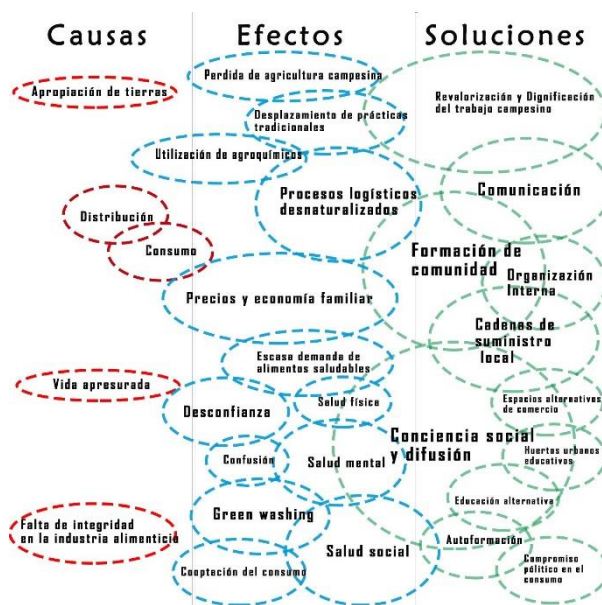 Causas
Efectos
Soluciones
Apropiación de tierras
Perdida de agricultura campesina
Desplazamiento de prácticas
tradicionales
Utilización de agroquímicos
Procesos logísticos
desnaturalizados
Distribución
Consumo
Precios y economía familiar
Escasa demanda de
alimentos saludables
Vida apresurada
Desconfianza
Salud física
Confusión
Salud mental
Green washing
Falta de integridad
en la industria alimenticia
Salud social
Cooptación del consumo
Revalorización y Dignificación
del trabajo campesino
Comunicación
Formación de
comunidad
Organización
Interna
Cadenas de
suministro
local
Espacios alternativos
de comercio
Conciencia social
y difusión
Huertos urbanos
educativos
Educación alternativa
Autoformación
Compromiso
pólitico en el
consumo